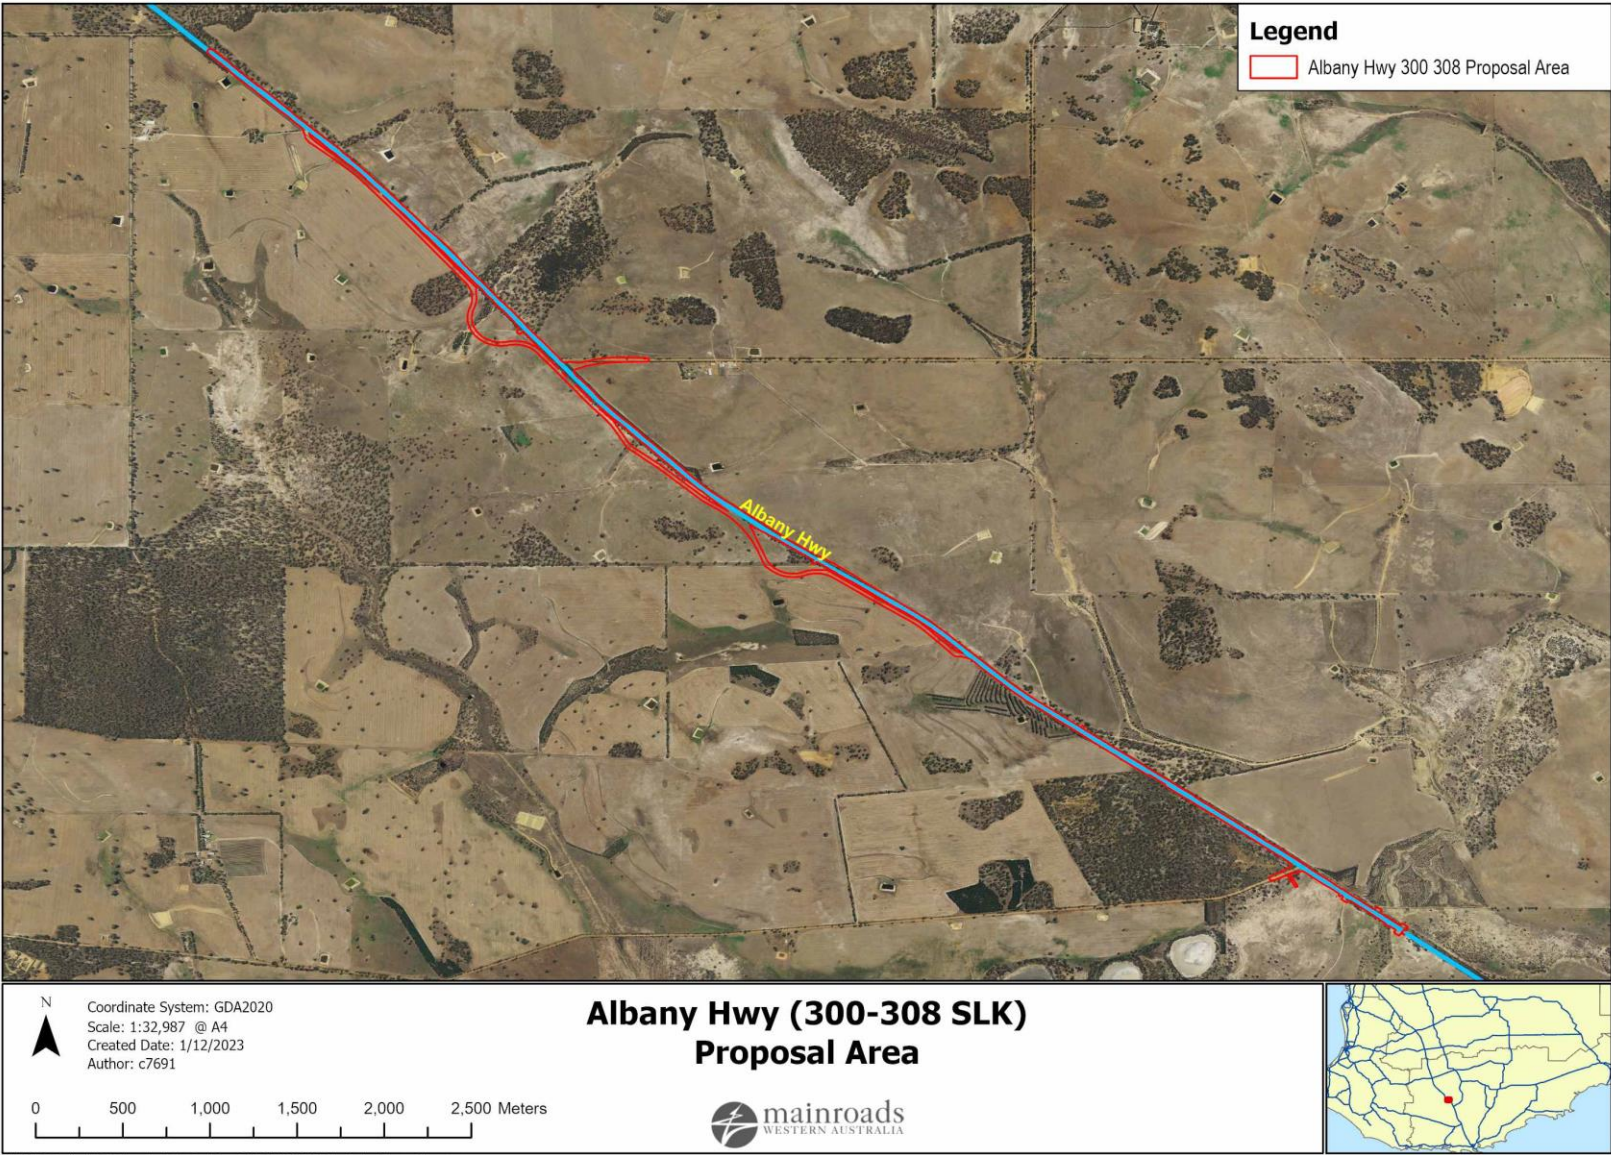 Legend
Albany Hwy 300 308 Proposal Area
Albany Hwy
N
Coordinate System: GDA2020
Scale: 1:32,987 @ A4
Created Date: 1/12/2023
Author: c7691
0 500 1,000 1,500 2,000 2,500 Meters
Albany Hwy (300-308 SLK)
Proposal Area
mainroads
WESTERN AUSTRALIA